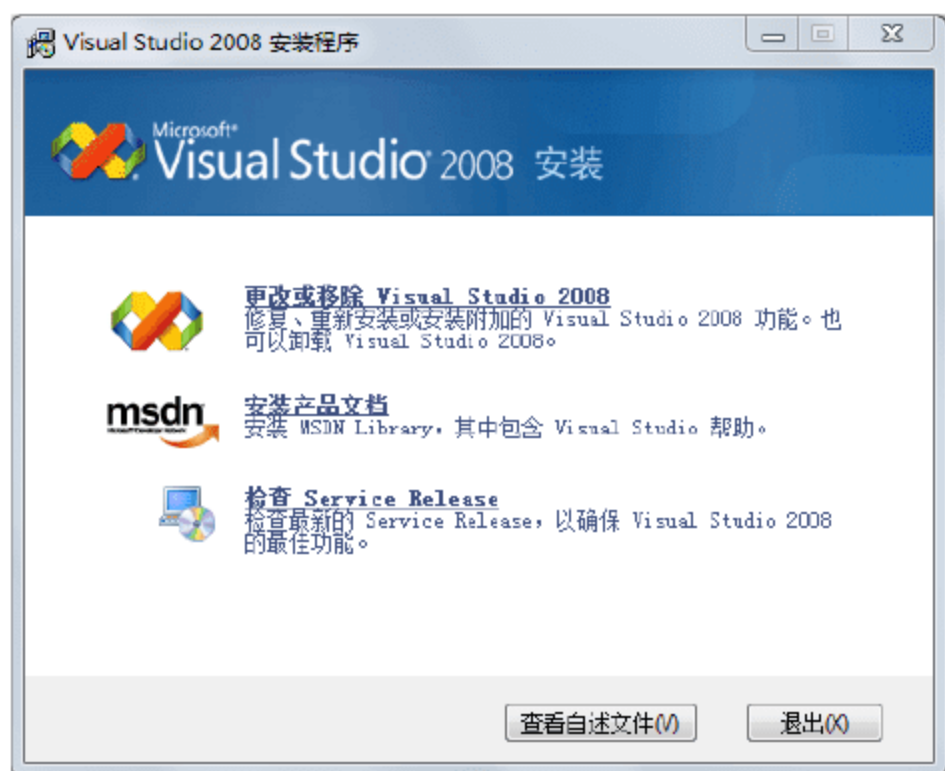 Visual Studio 2008 安装程序
Microsoft®
Visual Studio® 2008 安装
更改或移除 Visual Studio 2008
修复、重新安装或安装附加的 Visual Studio 2008 功能。也
可以卸载 Visual Studio 2008。
msdn
安装产品文档
安装 MSDN Library，其中包含 Visual Studio 帮助。
检查 Service Release
检查最新的 Service Release，以确保 Visual Studio 2008
的最佳功能。
查看自述文件(V)
退出(X)